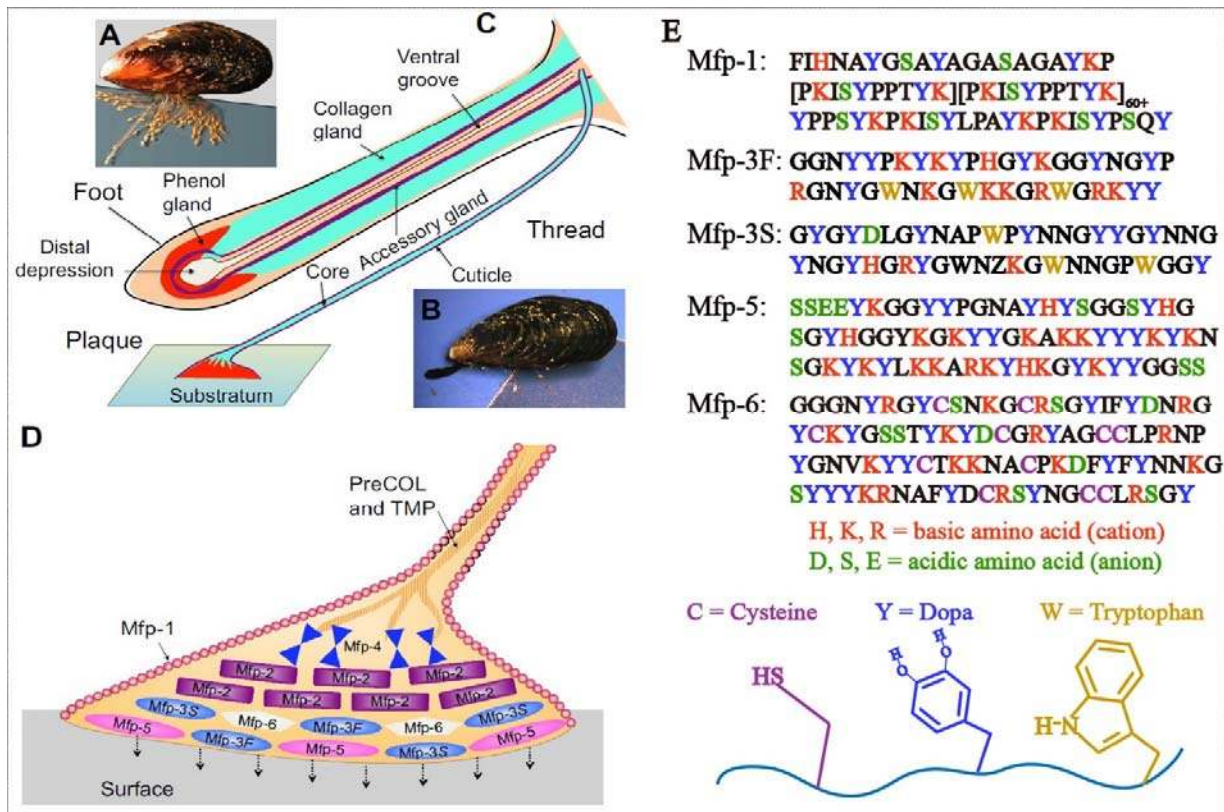 A
C
Ventral
groove
Collagen
gland
Phenol
gland
Foot
Distal
depression
Accessory gland
Thread
Core
Cuticle
B
Plaque
Substratum
D
PreCOL
and TMP
Mfp-1
Mfp-4
Mfp-2 Mfp-2 Mfp-2
Mfp-2 Mfp-2 Mfp-2 Mfp-2
Mfp-3S Mfp-6 Mfp-3F Mfp-6 Mfp-3S
Mfp-5 Mfp-3F Mfp-5 Mfp-3S Mfp-5
Surface
E
Mfp-1: FIHNAYGSAYAGASAGAYKP
[PKISYPPTYK][PKISYPPTYK]60+
YPPSYKPKISYLPAYKPKISYPSQY
Mfp-3F: GGNYYPKYKYPHGYKGGYNGYP
RGNYGWNKGWKKGRWGRKYY
Mfp-3S: GYGYDLGYNAPWPYNNGYYGYNNG
YNGYHGRYGWNZKGWNNGPWGGY
Mfp-5: SSEEYKGGYYPGNAYHYSGGSYHG
SGYHGGYKGKYYGKAKKYYYKYKN
SGKYKYLKKARKYHKGYKYYGGSS
Mfp-6: GGGNYRGYCSNKGCRSGYIFYDNRG
YCKYGSSTYKYDCGRYAGCCLPRNP
YGNVKYYCTKKNACPKDFYFYNNKG
SYYYKRNAFYDCRSYNGCCLRSGY
H, K, R = basic amino acid (cation)
D, S, E = acidic amino acid (anion)
C = Cysteine Y = Dopa W = Tryptophan
HS
HO
HO
H-N